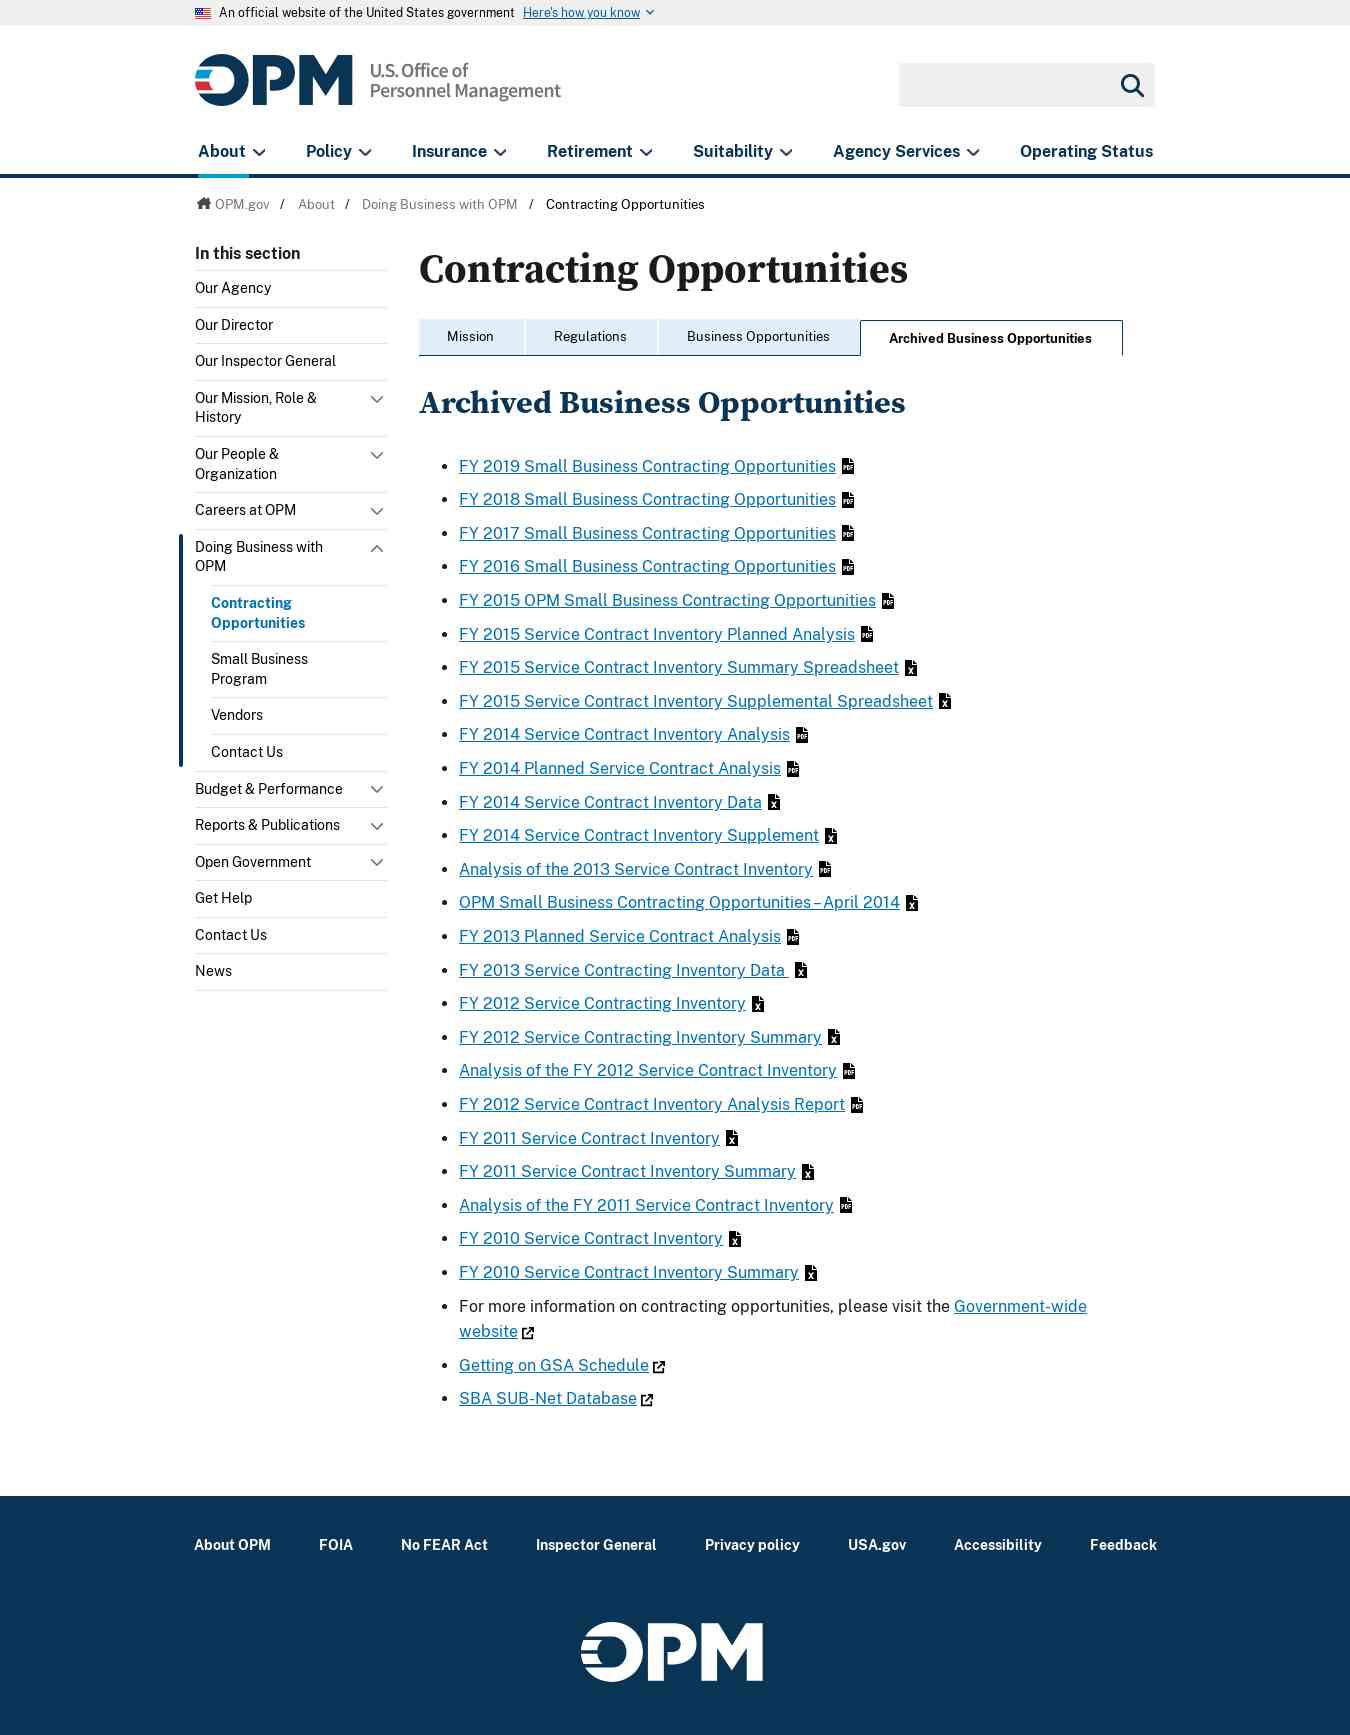 An official website of the United States government Here's how you know
OPM U.S. Office of
Personnel Management
About Policy Insurance Retirement Suitability Agency Services Operating Status
OPM.gov / About / Doing Business with OPM / Contracting Opportunities
In this section
Our Agency
Our Director
Our Inspector General
Our Mission, Role &
History
Our People &
Organization
Careers at OPM
Doing Business with
OPM
Contracting
Opportunities
Small Business
Program
Vendors
Contact Us
Budget & Performance
Reports & Publications
Open Government
Get Help
Contact Us
News
Contracting Opportunities
Mission Regulations Business Opportunities Archived Business Opportunities
Archived Business Opportunities
FY 2019 Small Business Contracting Opportunities
FY 2018 Small Business Contracting Opportunities
FY 2017 Small Business Contracting Opportunities
FY 2016 Small Business Contracting Opportunities
FY 2015 OPM Small Business Contracting Opportunities
FY 2015 Service Contract Inventory Planned Analysis
FY 2015 Service Contract Inventory Summary Spreadsheet
FY 2015 Service Contract Inventory Supplemental Spreadsheet
FY 2014 Service Contract Inventory Analysis
FY 2014 Planned Service Contract Analysis
FY 2014 Service Contract Inventory Data
FY 2014 Service Contract Inventory Supplement
Analysis of the 2013 Service Contract Inventory
OPM Small Business Contracting Opportunities – April 2014
FY 2013 Planned Service Contract Analysis
FY 2013 Service Contracting Inventory Data
FY 2012 Service Contracting Inventory
FY 2012 Service Contracting Inventory Summary
Analysis of the FY 2012 Service Contract Inventory
FY 2012 Service Contract Inventory Analysis Report
FY 2011 Service Contract Inventory
FY 2011 Service Contract Inventory Summary
Analysis of the FY 2011 Service Contract Inventory
FY 2010 Service Contract Inventory
FY 2010 Service Contract Inventory Summary
For more information on contracting opportunities, please visit the Government-wide
website
Getting on GSA Schedule
SBA SUB-Net Database
About OPM FOIA No FEAR Act Inspector General Privacy policy USA.gov Accessibility Feedback
OPM